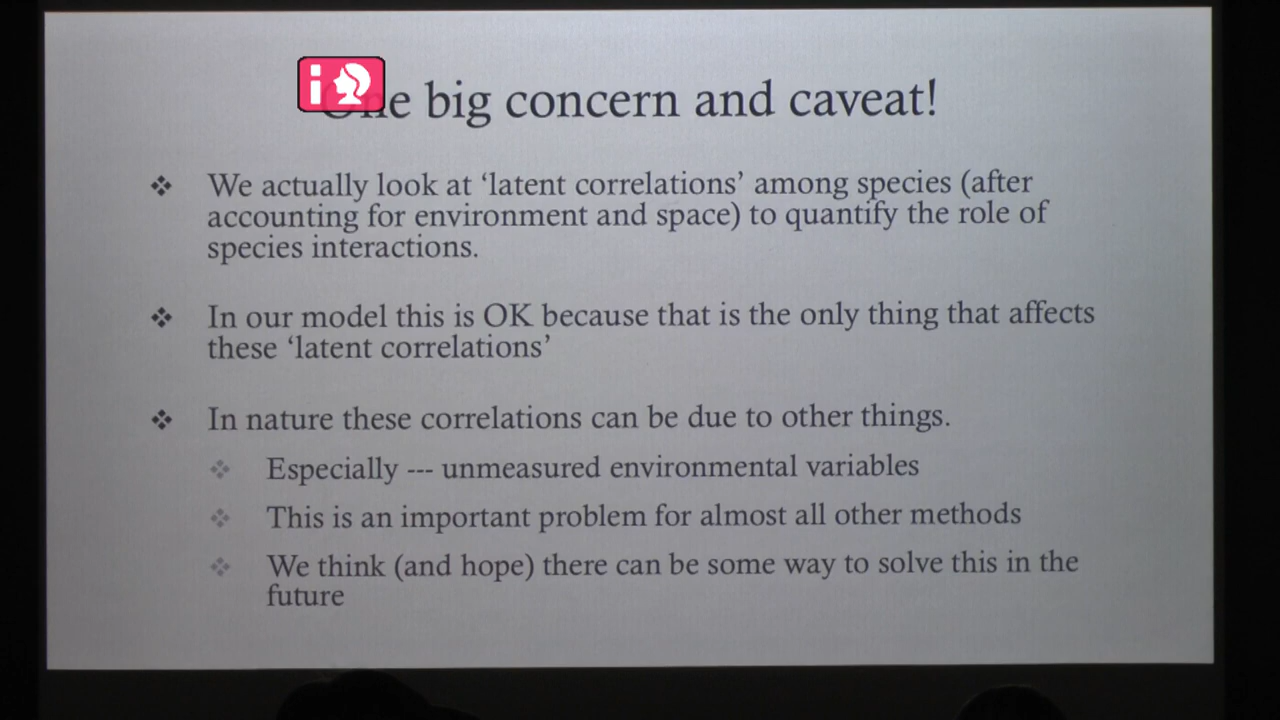 One big concern and caveat!
We actually look at ‘latent correlations’ among species (after
accounting for environment and space) to quantify the role of
species interactions.
In our model this is OK because that is the only thing that affects
these ‘latent correlations’
In nature these correlations can be due to other things.
Especially --- unmeasured environmental variables
This is an important problem for almost all other methods
We think (and hope) there can be some way to solve this in the
future